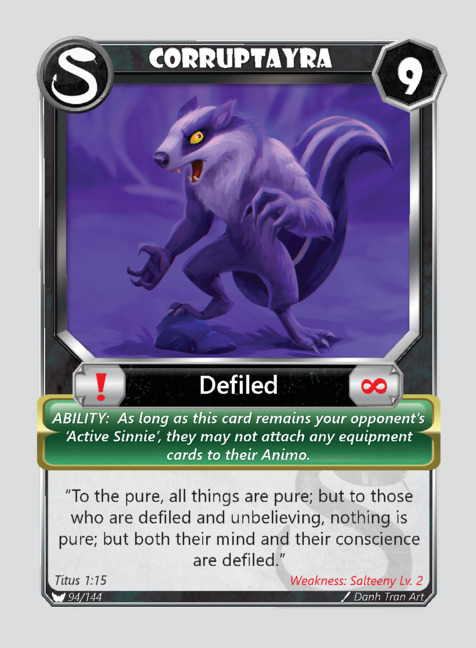 S
CORRUPTAYRA
9
!
Defiled
∞
ABILITY: As long as this card remains your opponent's
'Active Sinnie', they may not attach any equipment
cards to their Animo.
"To the pure, all things are pure; but to those
who are defiled and unbelieving, nothing is
pure; but both their mind and their conscience
are defiled."
Titus 1:15
Weakness: Salteeny Lv. 2
94/144
Danh Tran Art